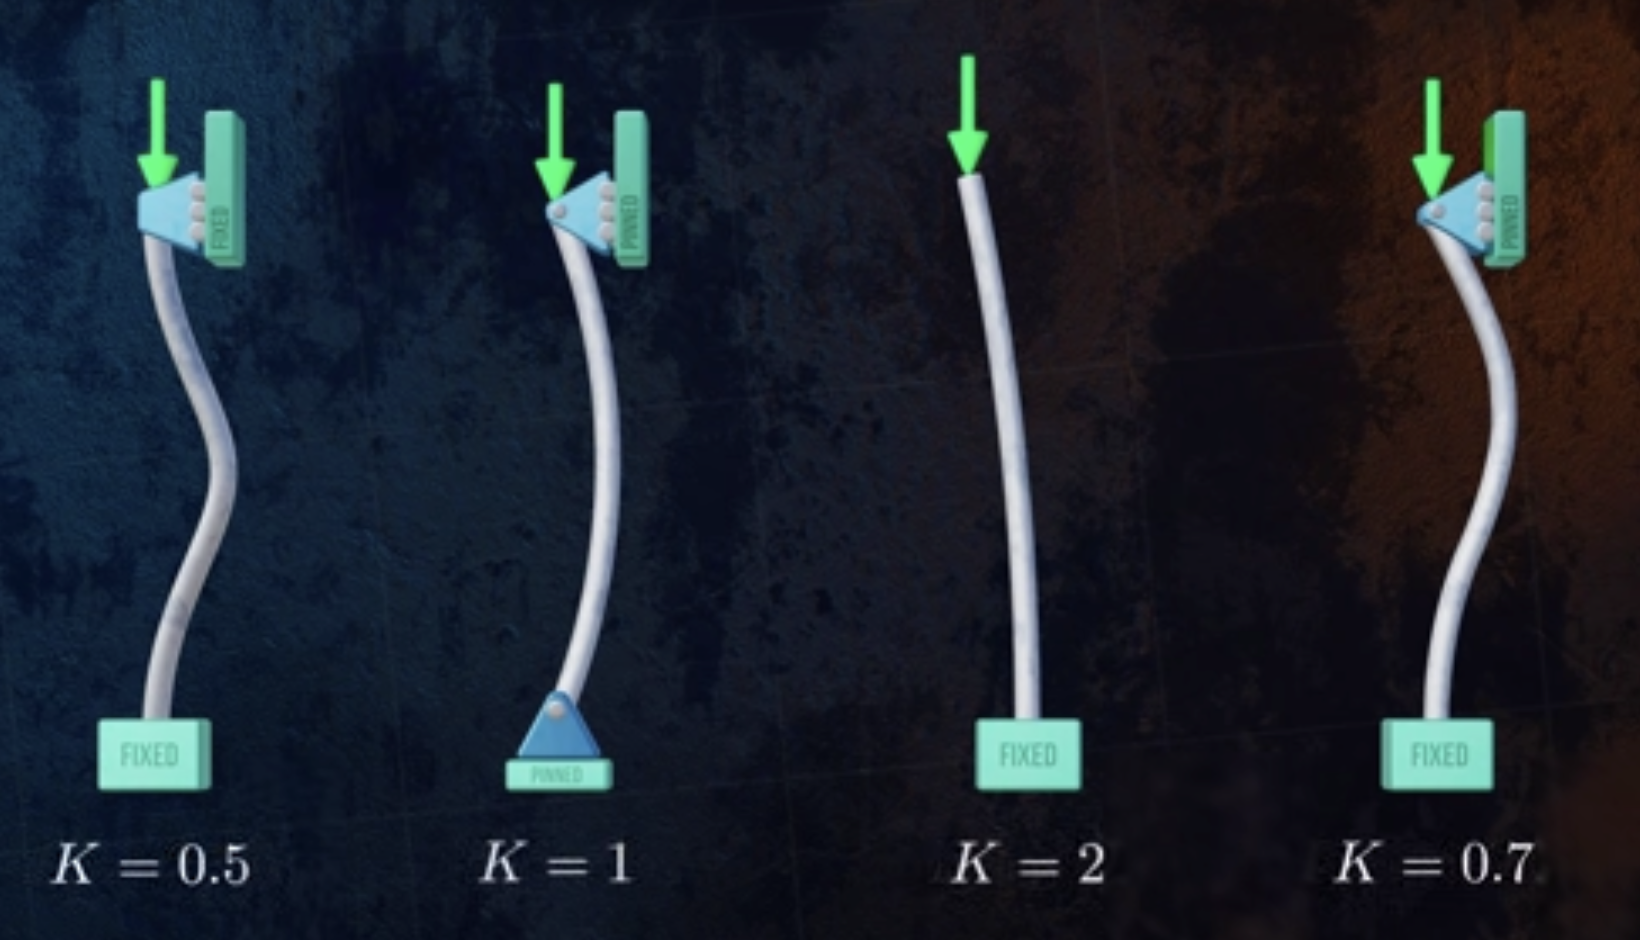 FIXED
PINNED
PINNED
FIXED
PINNED
FIXED
FIXED
K = 0.5
K = 1
K = 2
K = 0.7